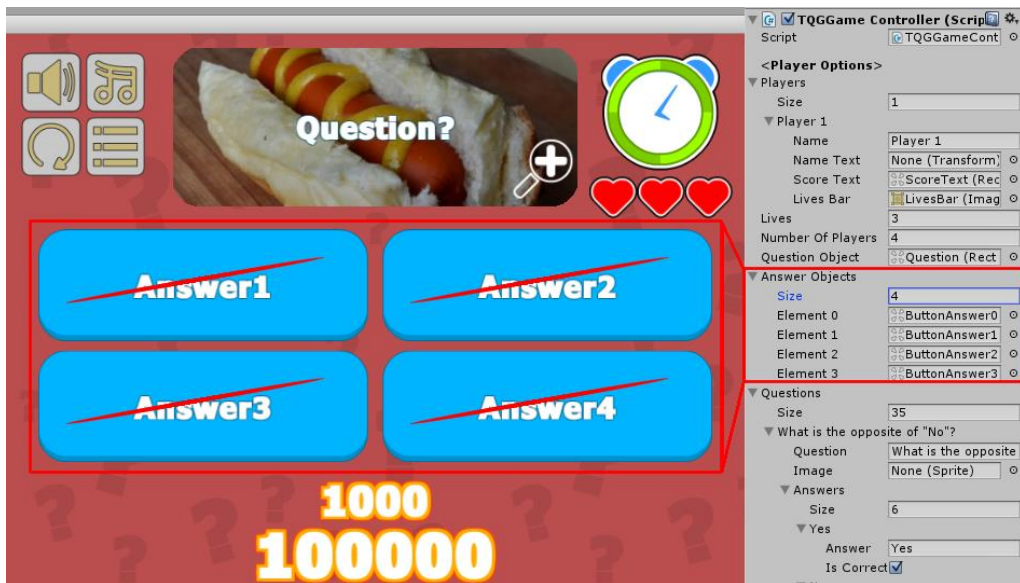 Question?
Answer1
Answer2
Answer3
Answer4
1000
100000
TQGGame Controller (Scrip
Script TQGGameCont
<Player Options>
Players
Size 1
Player 1
Name Player 1
Name Text None (Transform)
Score Text ScoreText (Rec
Lives Bar LivesBar (Imag
Lives 3
Number Of Players 4
Question Object Question (Rect
Answer Objects
Size 4
Element 0 ButtonAnswer0
Element 1 ButtonAnswer1
Element 2 ButtonAnswer2
Element 3 ButtonAnswer3
Questions
Size 35
What is the opposite of "No"?
Question What is the opposite
Image None (Sprite)
Answers
Size 6
Yes
Answer Yes
Is Correct